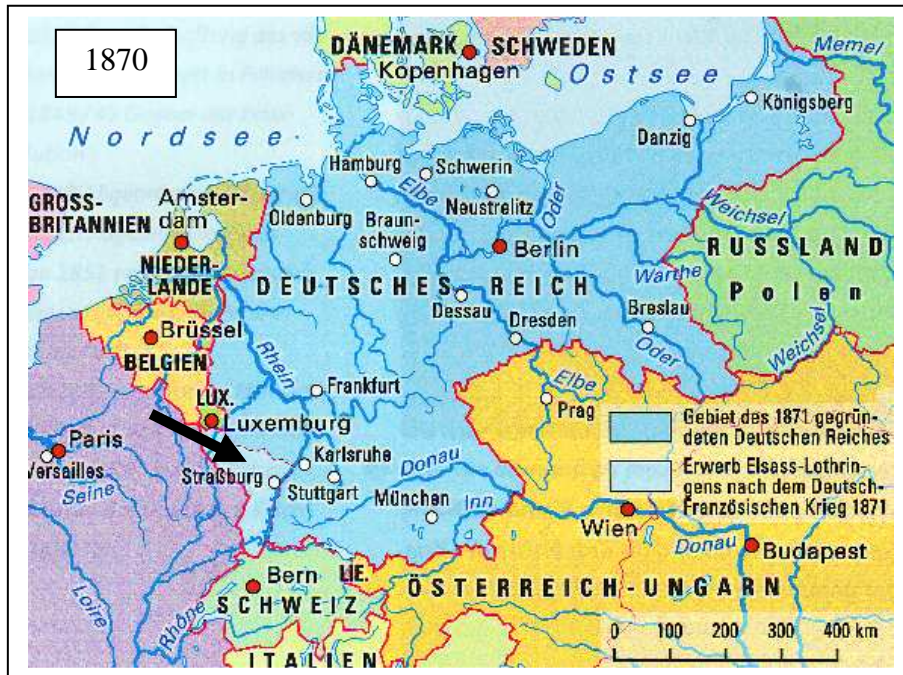 1870
DÄNEMARK
SCHWEDEN
Kopenhagen
Ostsee
Memel
Nordsee
Königsberg
Danzig
Hamburg
Schwerin
Elbe
Neustrelitz
Oder
Weichsel
GROSS-
BRITANNIEN
Amster-
dam
Oldenburg
Braun-
schweig
Berlin
NIEDER-
LANDE
RUSSLAND
Polen
Warthe
DEUTSCHES REICH
Dessau
Breslau
Brüssel
BELGIEN
Dresden
Oder
Weichsel
Rhein
Frankfurt
Elbe
Prag
LUX.
Luxemburg
Paris
Versailles
Seine
Karlsruhe
Straßburg
Stuttgart
Donau
München
Inn
Gebiet des 1871 gegrün-
deten Deutschen Reiches
Erwerb Elsass-Lothrin-
gens nach dem Deutsch-
Französischen Krieg 1871
Wien
Donau
Budapest
Bern
LIE.
SCHWEIZ
ÖSTERREICH-UNGARN
Loire
Rhône
ITALIEN
0 100 200 300 400 km